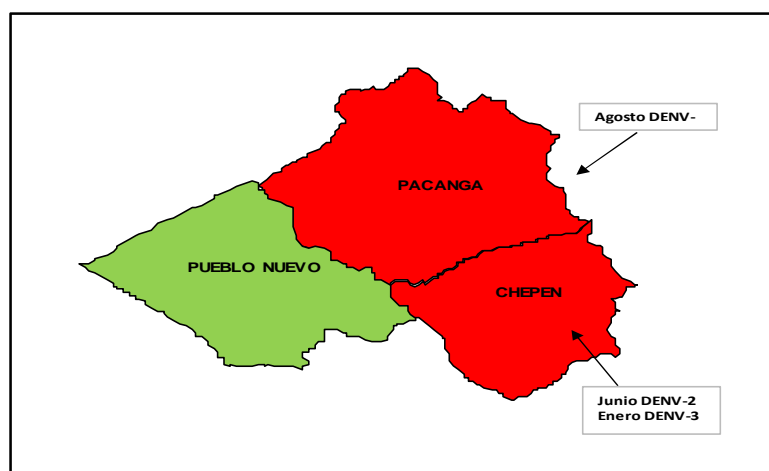 Agosto DENV-
PACANGA
PUEBLO NUEVO
CHEPEN
Junio DENV-2
Enero DENV-3